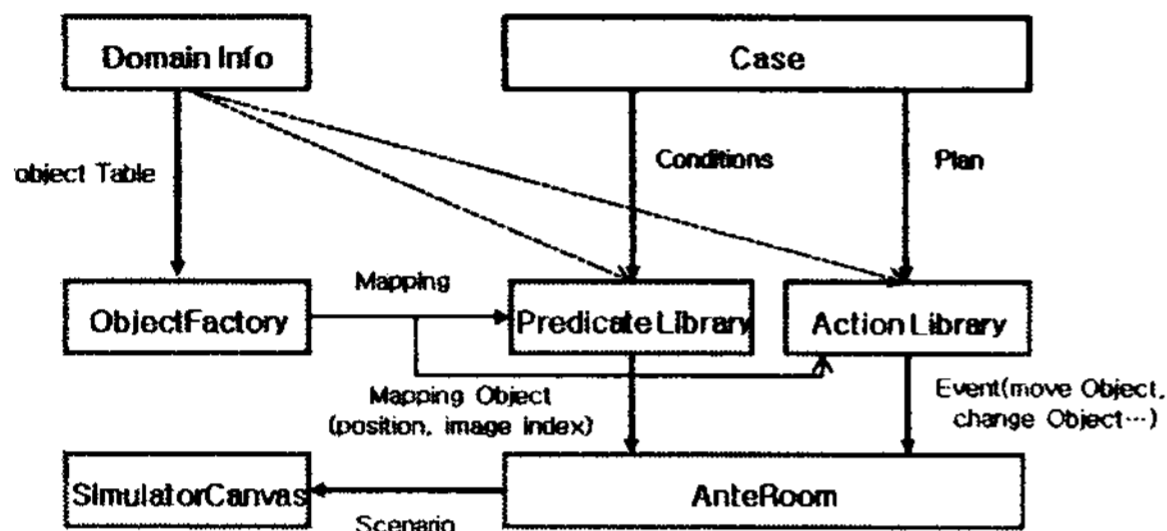 Domain Info
Case
object Table
Conditions
Plan
Mapping
ObjectFactory
Predicate Library
Action Library
Mapping Object
(position, image index)
Event(move Object,
change Object…)
SimulatorCanvas
AnteRoom
Scenario